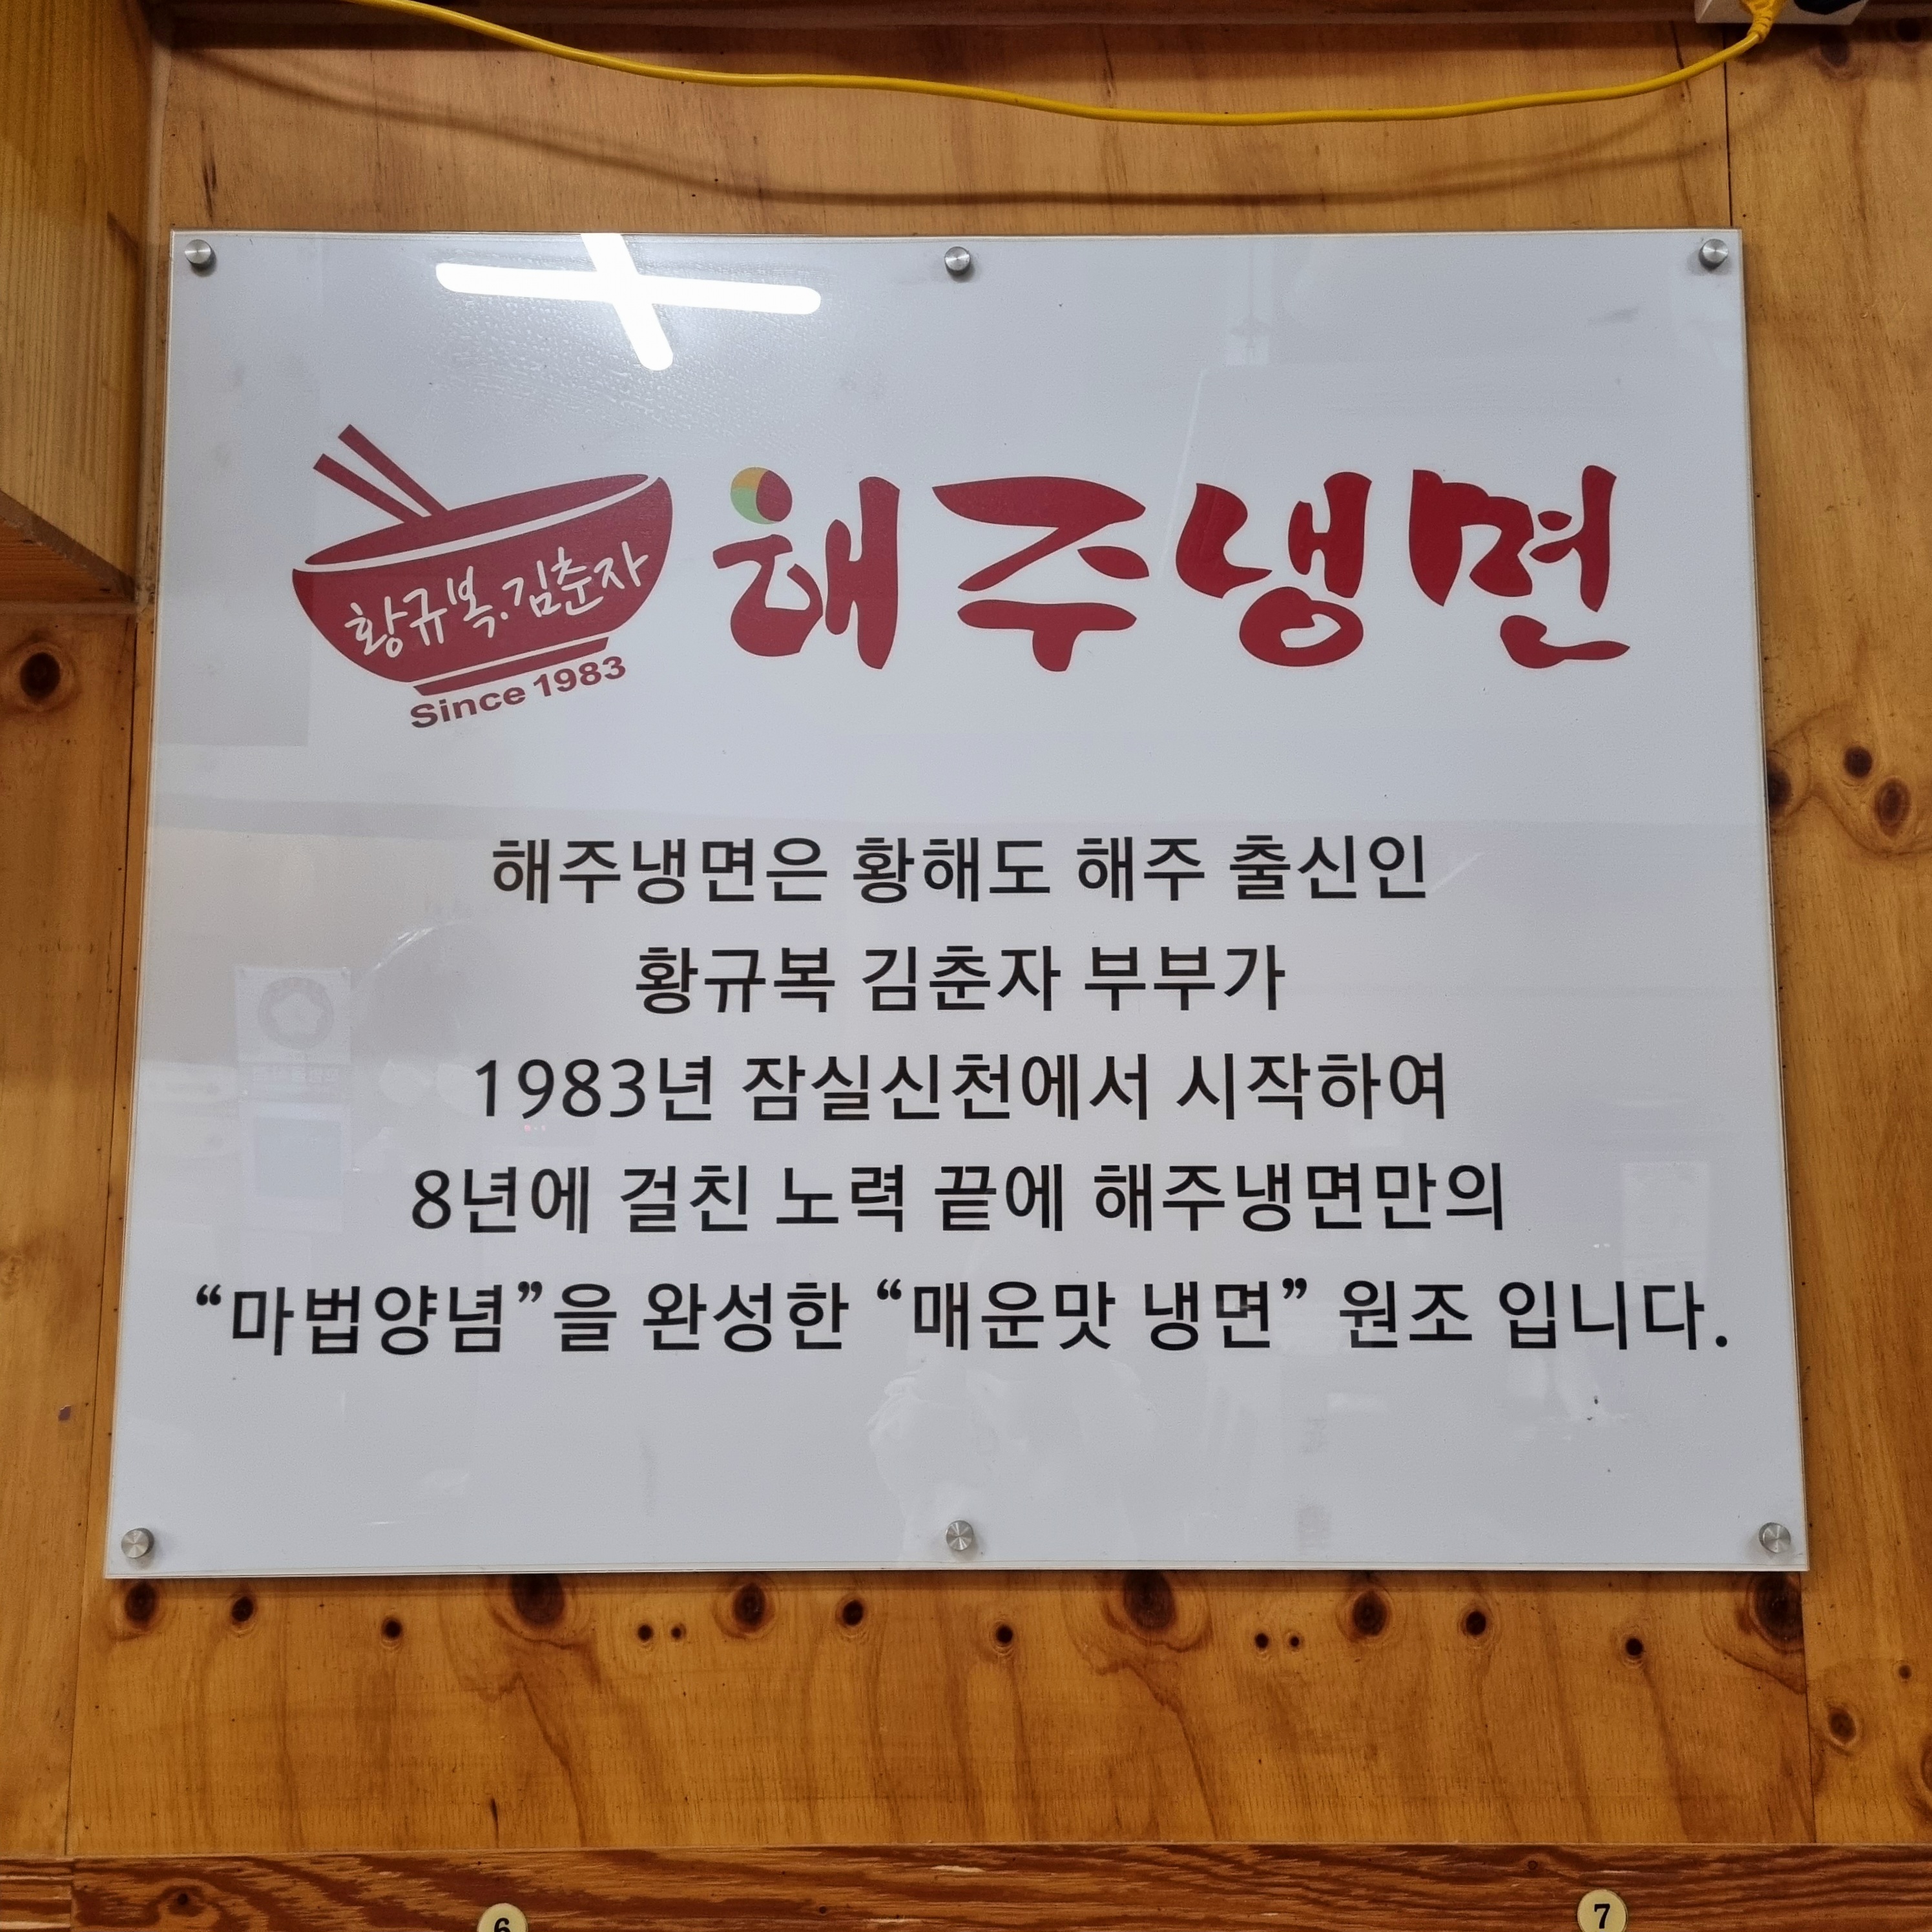 황규복.김춘자
Since 1983
해주냉면
해주냉면은 황해도 해주 출신인
황규복 김춘자 부부가
1983년 잠실신천에서 시작하여
8년에 걸친 노력 끝에 해주냉면만의
“마법양념”을 완성한 “매운맛 냉면” 원조 입니다.
6
7